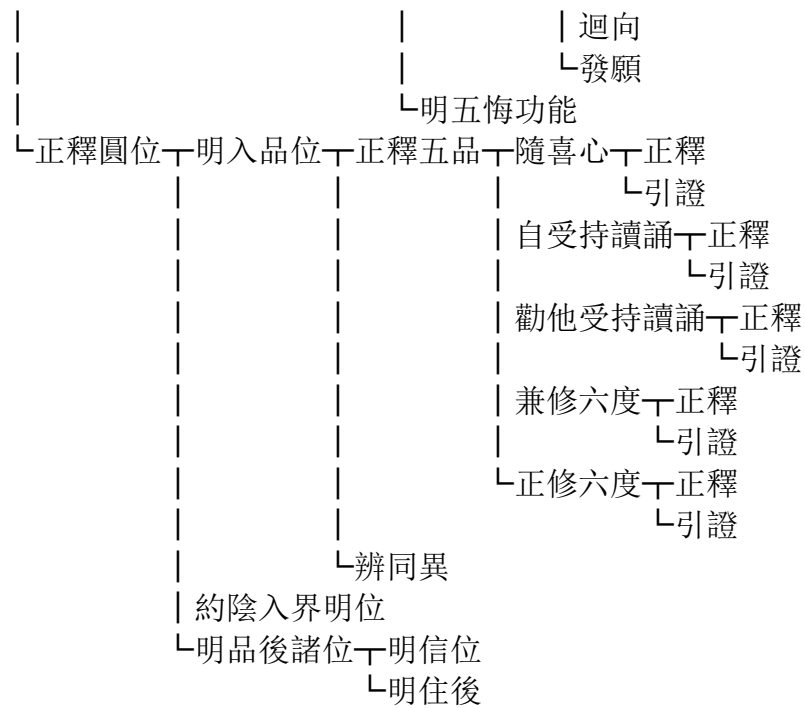 │　　　　　　　　　　　│　　　　│迴向
│　　　　　　　　　　　│　　　　└發願
│　　　　　　　　　　　└明五悔功能
└正釋圓位┬明入品位┬正釋五品┬隨喜心┬正釋
│　　　　│　　　　│　　　└引證
│　　　　│　　　　│自受持讀誦┬正釋
│　　　　│　　　　│　　　　　└引證
│　　　　│　　　　│勸他受持讀誦┬正釋
│　　　　│　　　　│　　　　　　└引證
│　　　　│　　　　│兼修六度┬正釋
│　　　　│　　　　│　　　　└引證
│　　　　│　　　　└正修六度┬正釋
│　　　　│　　　　　　　　　└引證
│　　　　└辨同異
│約陰入界明位
└明品後諸位┬明信位
└明住後